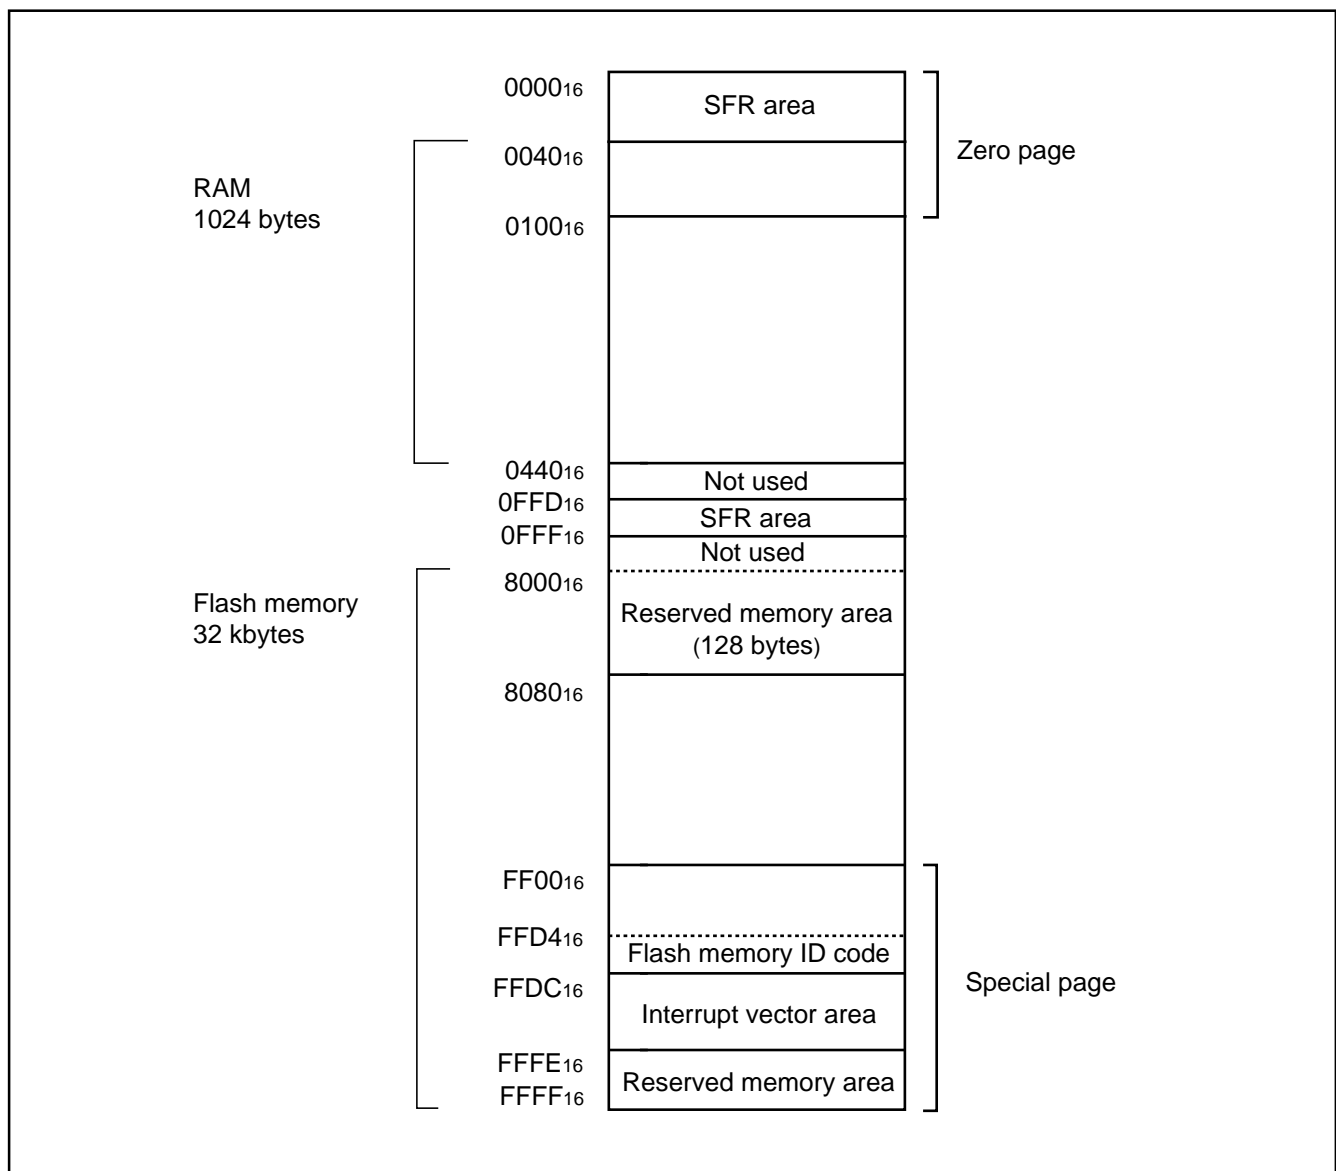 0000₁₆
SFR area
Zero page
0040₁₆
RAM
1024 bytes
0100₁₆
0440₁₆
Not used
0FFD₁₆
SFR area
0FFF₁₆
Not used
8000₁₆
Flash memory
32 kbytes
Reserved memory area
(128 bytes)
8080₁₆
FF00₁₆
FFD4₁₆
Flash memory ID code
FFDC₁₆
Special page
Interrupt vector area
FFFE₁₆
Reserved memory area
FFFF₁₆